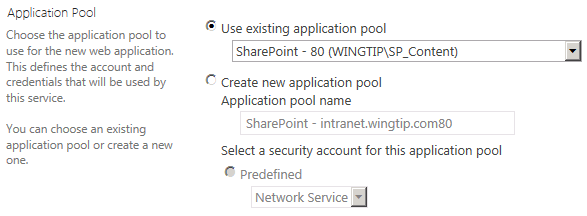 Application Pool
Choose the application pool to
use for the new web application.
This defines the account and
credentials that will be used by
this service.
You can choose an existing
application pool or create a new
one.
Use existing application pool
SharePoint - 80 (WINGTIP\SP_Content)
Create new application pool
Application pool name
SharePoint - intranet.wingtip.com80
Select a security account for this application pool
Predefined
Network Service